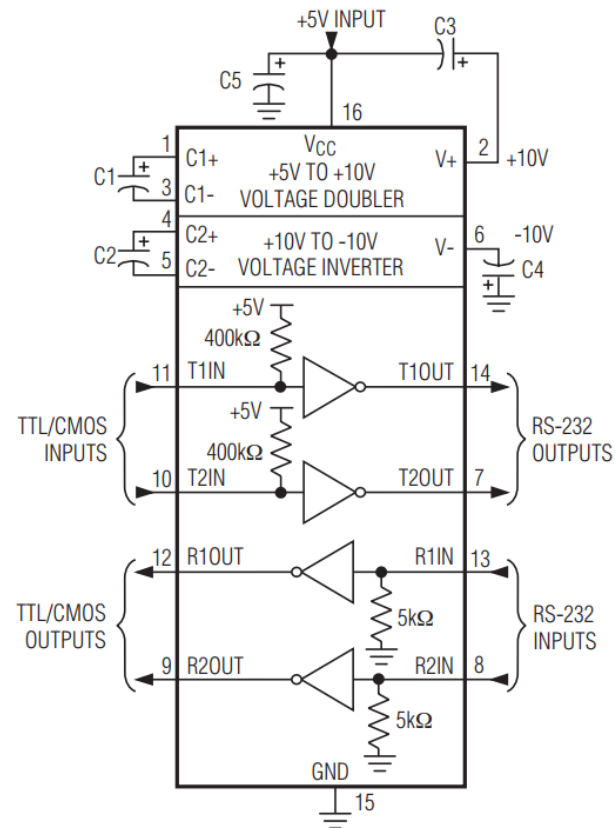 +5V INPUT
C3
+
+
C5
+
16
1
VCC
2
C1+
V+
+10V
+
+5V TO +10V
C1
3
C1-
VOLTAGE DOUBLER
4
C2+
6
-10V
+
+10V TO -10V
V-
C2
5
C2-
VOLTAGE INVERTER
C4
+
+5V
400kΩ
11
T1IN
T1OUT
14
+5V
TTL/CMOS
INPUTS
RS-232
OUTPUTS
400kΩ
10
T2IN
T2OUT
7
12
R1OUT
R1IN
13
TTL/CMOS
OUTPUTS
5kΩ
RS-232
INPUTS
9
R2OUT
R2IN
8
5kΩ
GND
15